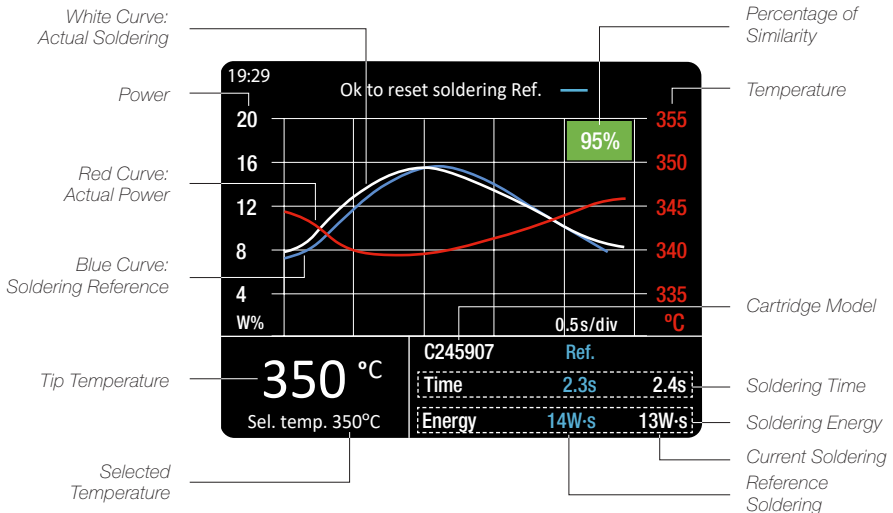 White Curve:
Actual Soldering
Percentage of
Similarity
Power
Temperature
Red Curve:
Actual Power
Blue Curve:
Soldering Reference
Tip Temperature
Selected
Temperature
Cartridge Model
Soldering Time
Soldering Energy
Current Soldering
Reference
Soldering
19:29
Ok to reset soldering Ref.
20
16
12
8
4
W%
95%
355
350
345
340
335
ºC
0.5s/div
350 ºC
Sel. temp. 350ºC
C245907 Ref.
Time 2.3s 2.4s
Energy 14W·s 13W·s